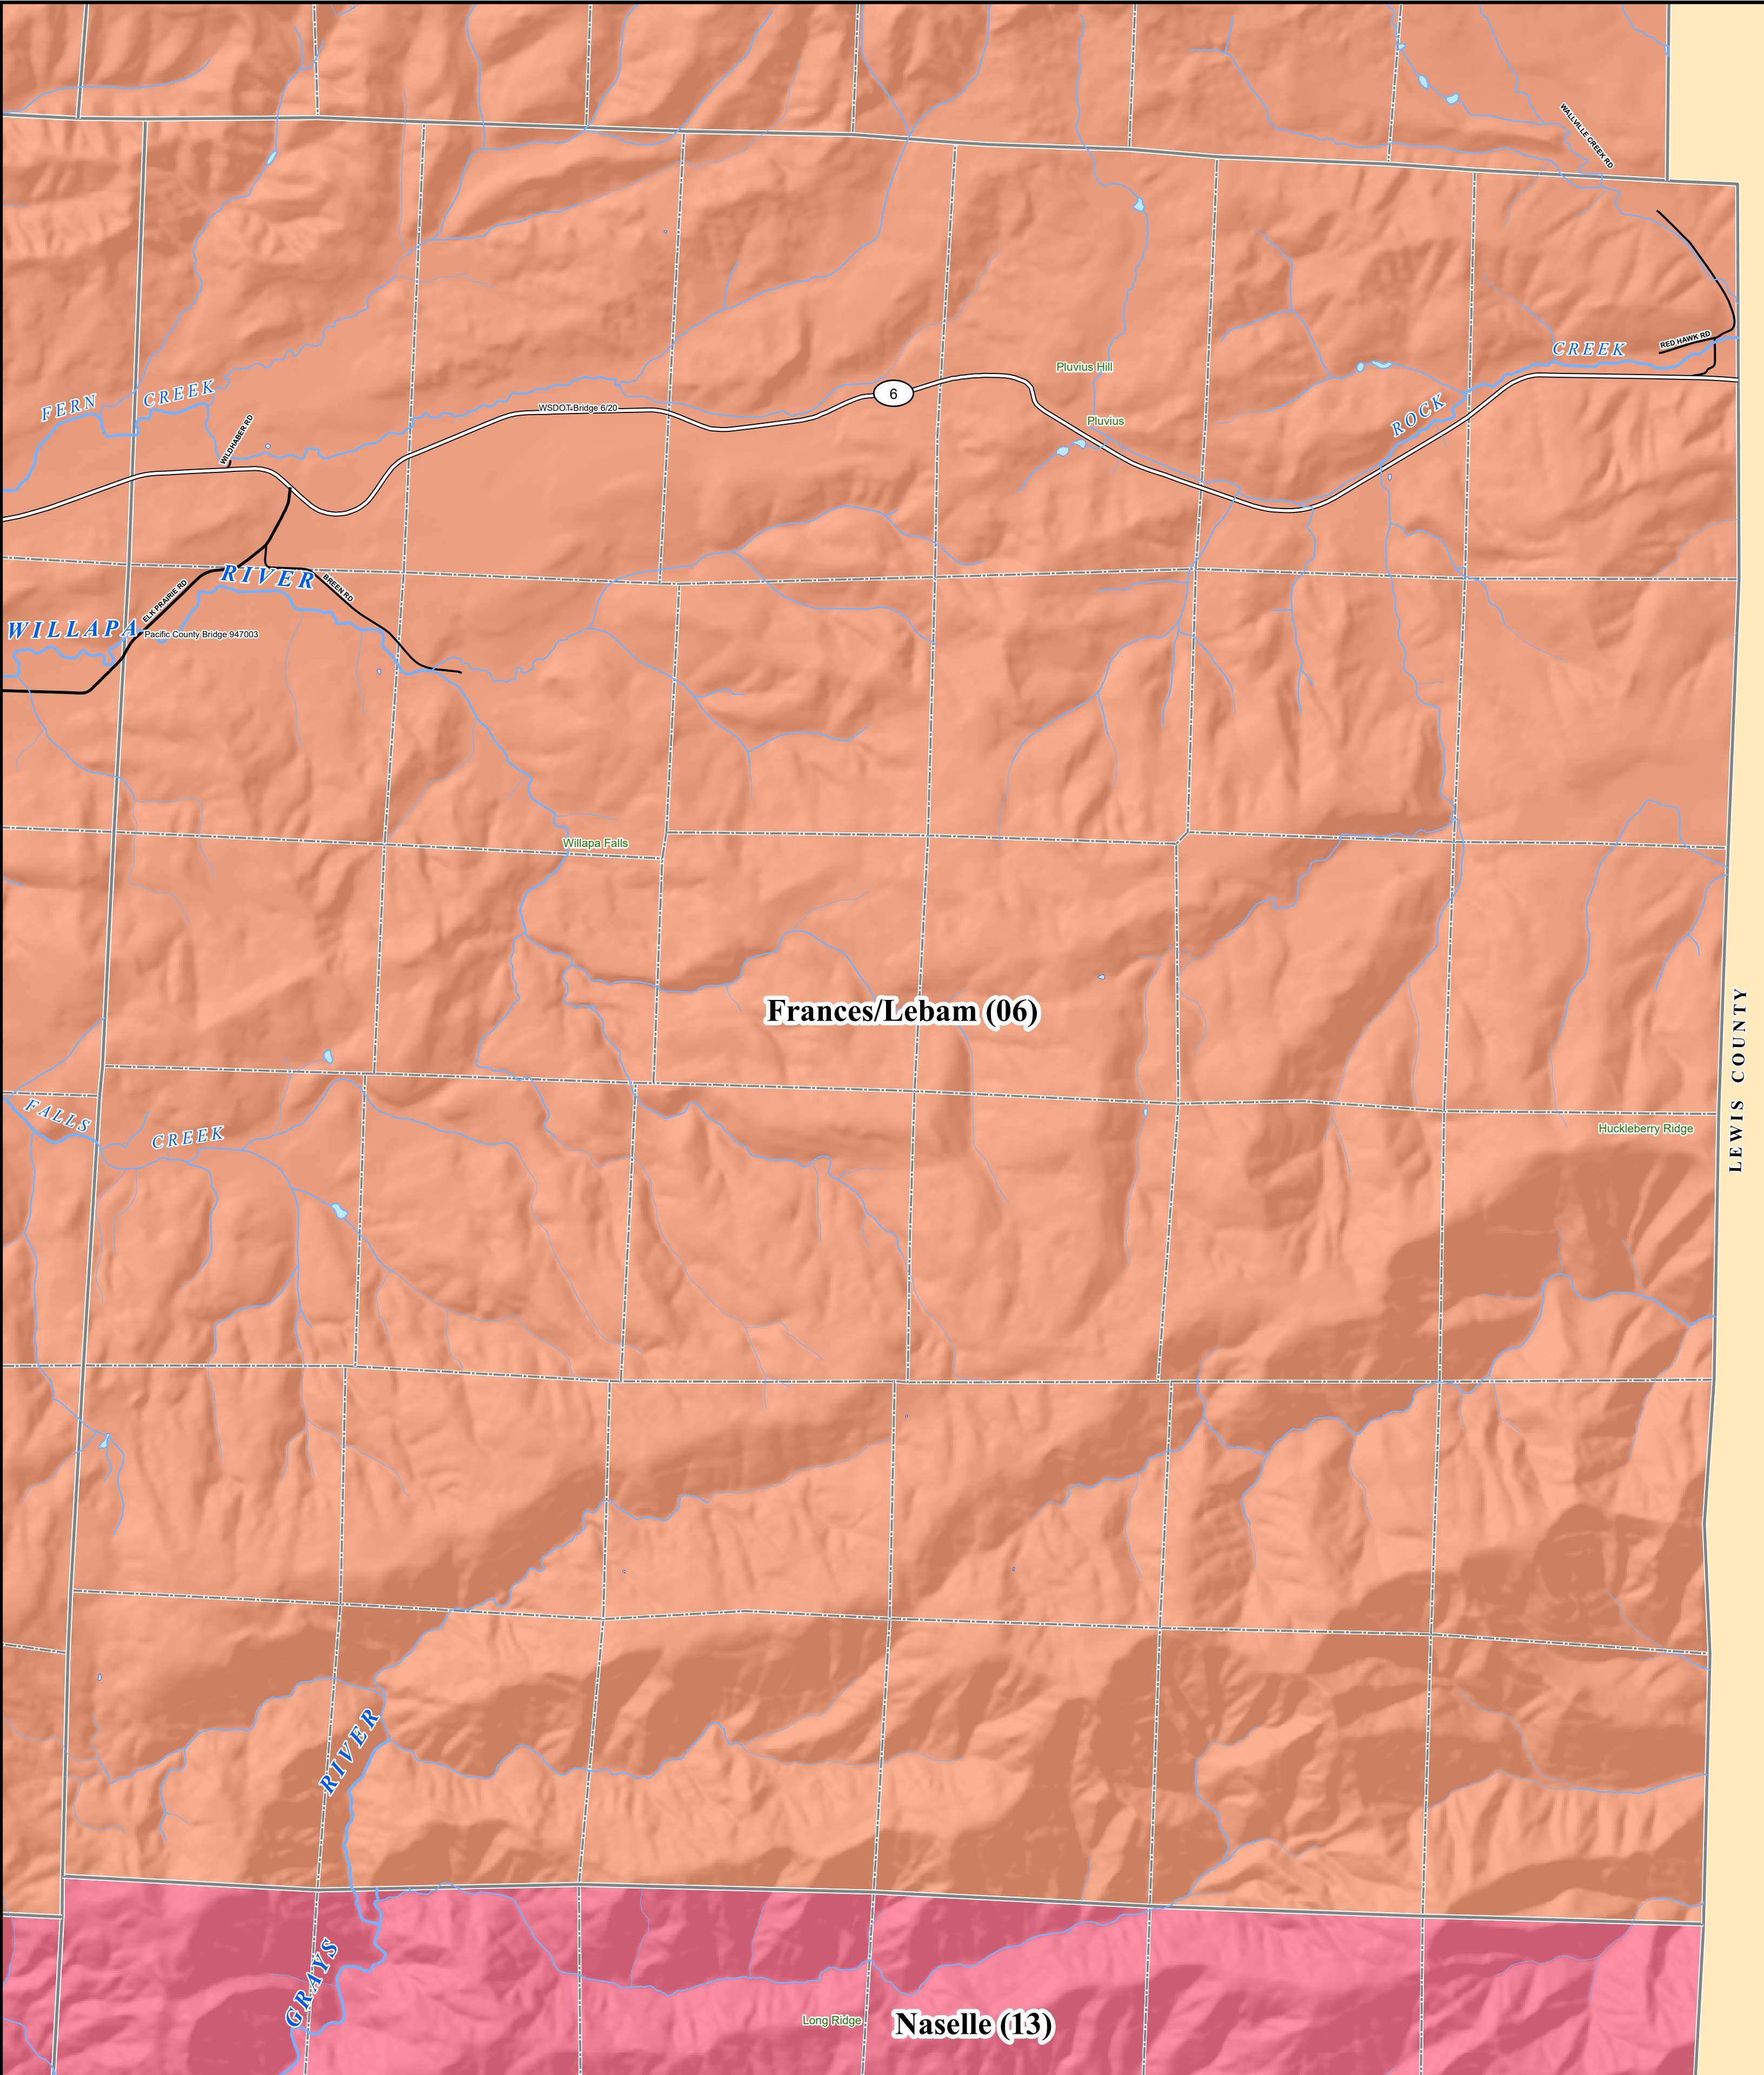 WALLVILLE CREEK RD
RED HAWK RD
CREEK
Pluvius Hill
FERN CREEK
6
WSDOT Bridge 6/20
Pluvius
ROCK
WILDHABER RD
RIVER
ELK PRAIRIE RD
BREEN RD
WILLAPA
Pacific County Bridge 947003
Willapa Falls
Frances/Lebam (06)
LEWIS COUNTY
FALLS
CREEK
Huckleberry Ridge
RIVER
GRAYS
Long Ridge
Naselle (13)